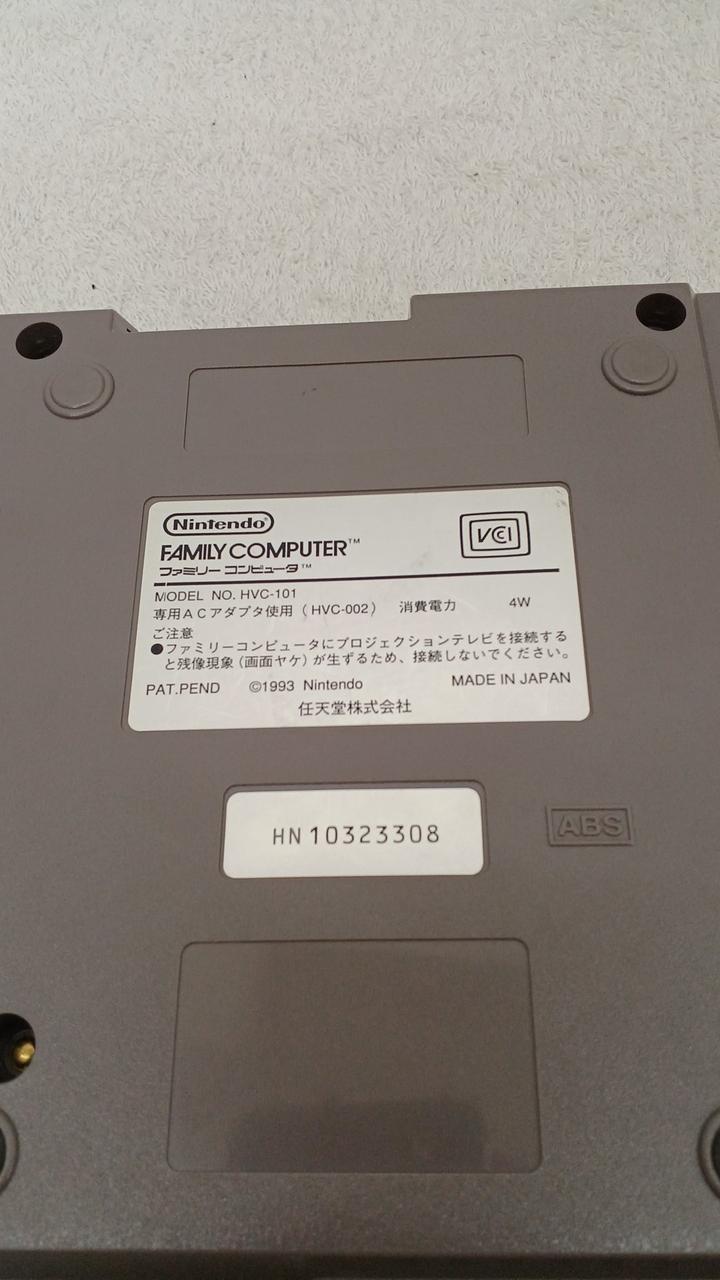 Nintendo
FAMILY COMPUTER™
ファミリー コンピュータ™
VCI
MODEL NO. HVC-101
専用ACアダプタ使用(HVC-002) 消費電力 4W
ご注意
●ファミリーコンピュータにプロジェクションテレビを接続する
と残像現象(画面ヤケ)が生ずるため、接続しないでください。
PAT.PEND ©1993 Nintendo MADE IN JAPAN
任天堂株式会社
HN10323308
ABS